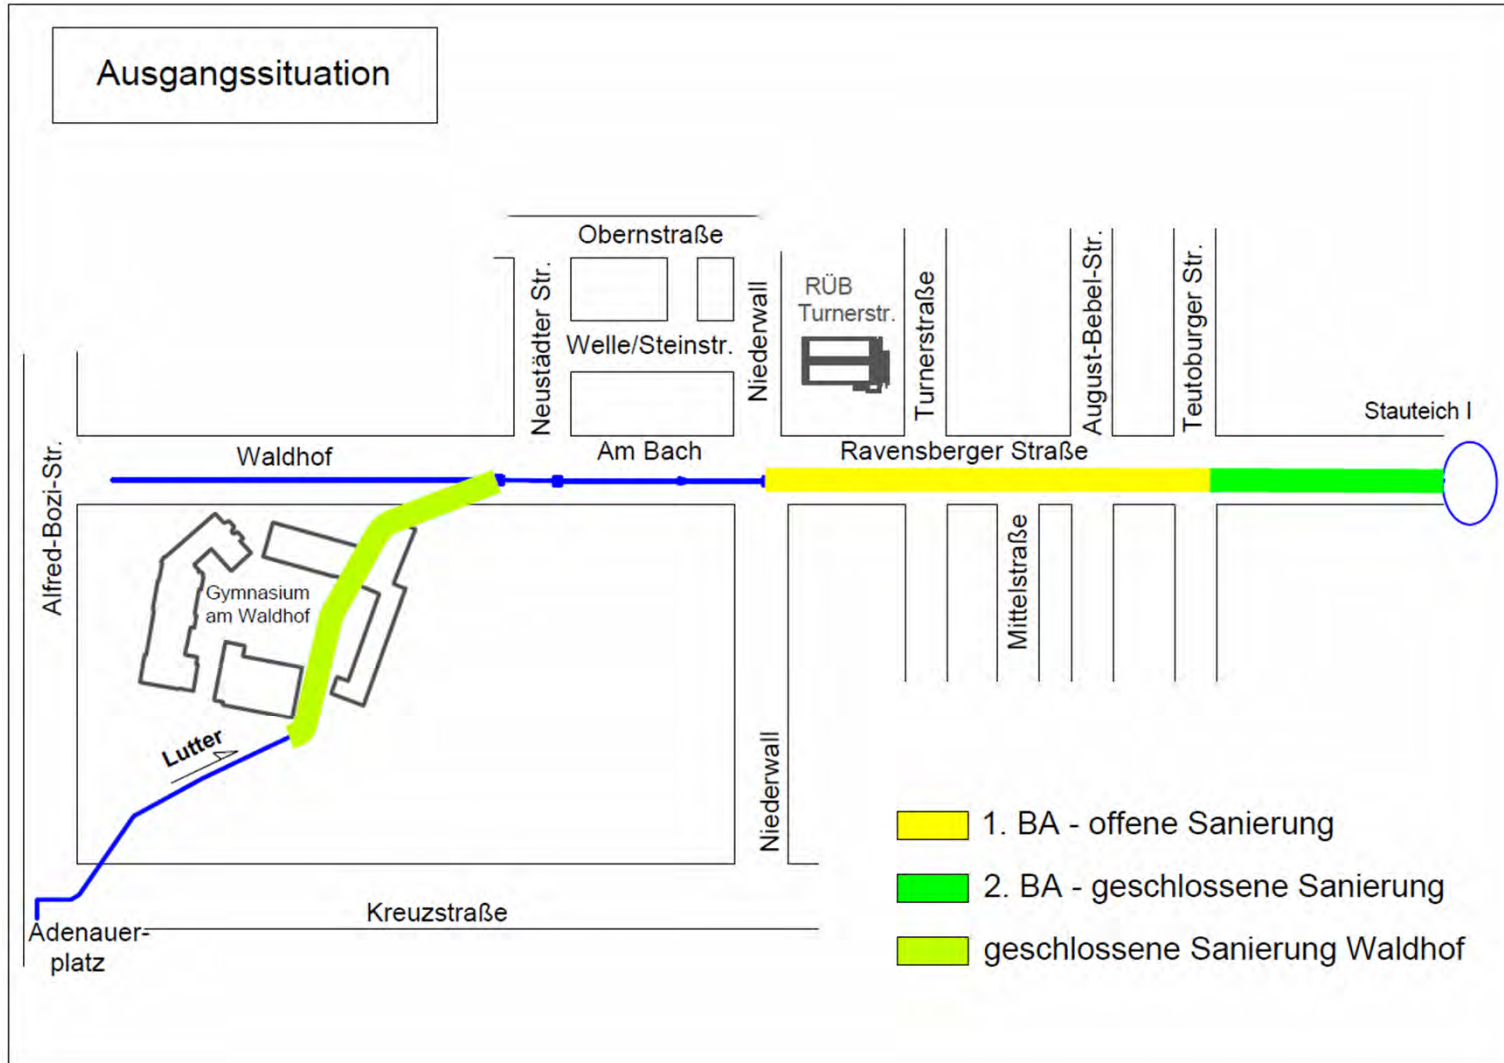 Ausgangssituation
Obernstraße
Neustädter Str.
Welle/Steinstr.
Niederwall
RÜB
Turnerstr.
Turnerstraße
August-Bebel-Str.
Teutoburger Str.
Stauteich I
Alfred-Bozi-Str.
Waldhof
Am Bach
Ravensberger Straße
Mittelstraße
Gymnasium
am Waldhof
Lutter
Niederwall
1. BA - offene Sanierung
2. BA - geschlossene Sanierung
geschlossene Sanierung Waldhof
Kreuzstraße
Adenauer-
platz